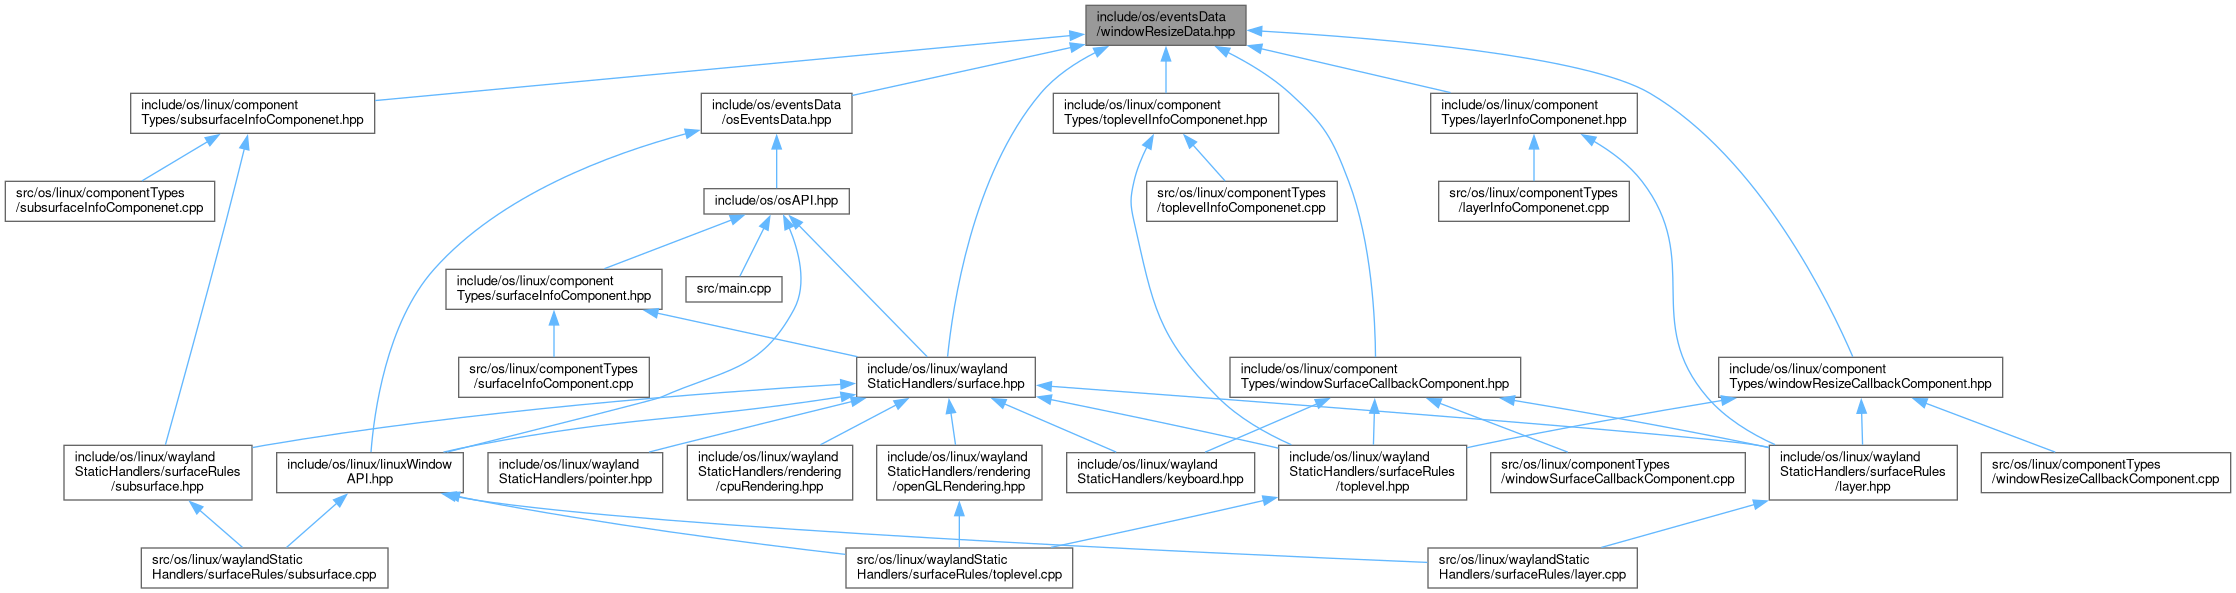 include/os/eventsData
/windowResizeData.hpp
include/os/linux/component
Types/subsurfaceInfoComponenet.hpp
include/os/eventsData
/osEventsData.hpp
include/os/linux/component
Types/toplevelInfoComponenet.hpp
include/os/linux/component
Types/layerInfoComponenet.hpp
src/os/linux/componentTypes
/subsurfaceInfoComponenet.cpp
include/os/osAPI.hpp
src/os/linux/componentTypes
/toplevelInfoComponenet.cpp
src/os/linux/componentTypes
/layerInfoComponenet.cpp
include/os/linux/component
Types/surfaceInfoComponent.hpp
src/main.cpp
src/os/linux/componentTypes
/surfaceInfoComponent.cpp
include/os/linux/wayland
StaticHandlers/surface.hpp
include/os/linux/component
Types/windowSurfaceCallbackComponent.hpp
include/os/linux/component
Types/windowResizeCallbackComponent.hpp
include/os/linux/wayland
StaticHandlers/surfaceRules
/subsurface.hpp
include/os/linux/linuxWindow
API.hpp
include/os/linux/wayland
StaticHandlers/pointer.hpp
include/os/linux/wayland
StaticHandlers/rendering
/cpuRendering.hpp
include/os/linux/wayland
StaticHandlers/rendering
/openGLRendering.hpp
include/os/linux/wayland
StaticHandlers/keyboard.hpp
include/os/linux/wayland
StaticHandlers/surfaceRules
/toplevel.hpp
src/os/linux/componentTypes
/windowSurfaceCallbackComponent.cpp
include/os/linux/wayland
StaticHandlers/surfaceRules
/layer.hpp
src/os/linux/componentTypes
/windowResizeCallbackComponent.cpp
src/os/linux/waylandStatic
Handlers/surfaceRules/subsurface.cpp
src/os/linux/waylandStatic
Handlers/surfaceRules/toplevel.cpp
src/os/linux/waylandStatic
Handlers/surfaceRules/layer.cpp